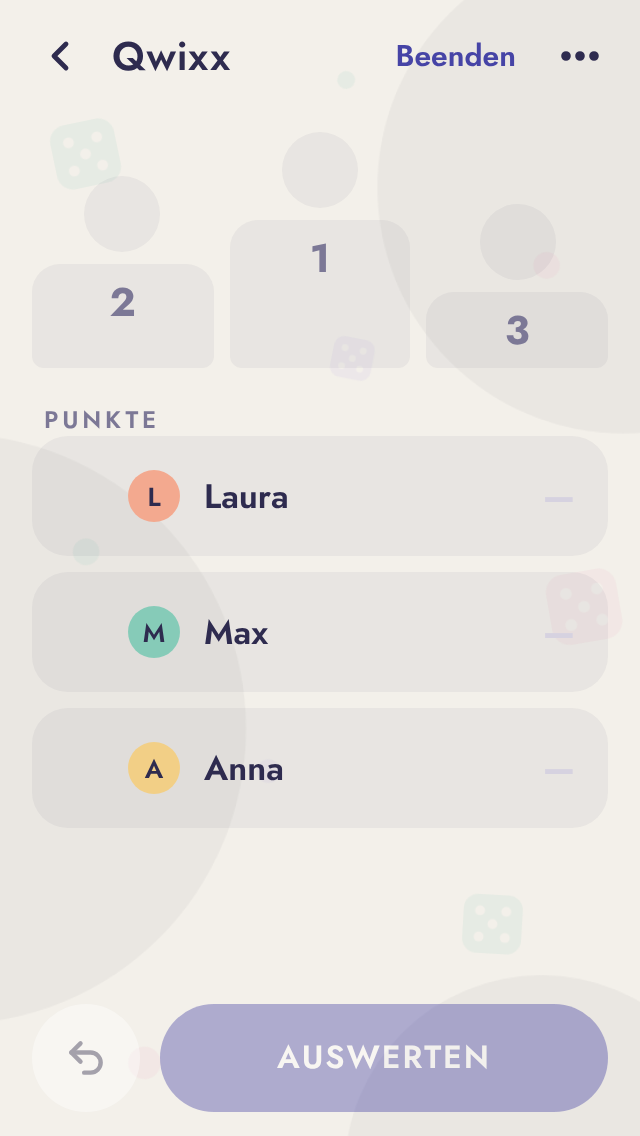 Qwixx Beenden
1
2
3
PUNKTE
L Laura —
M Max —
A Anna —
AUSWERTEN